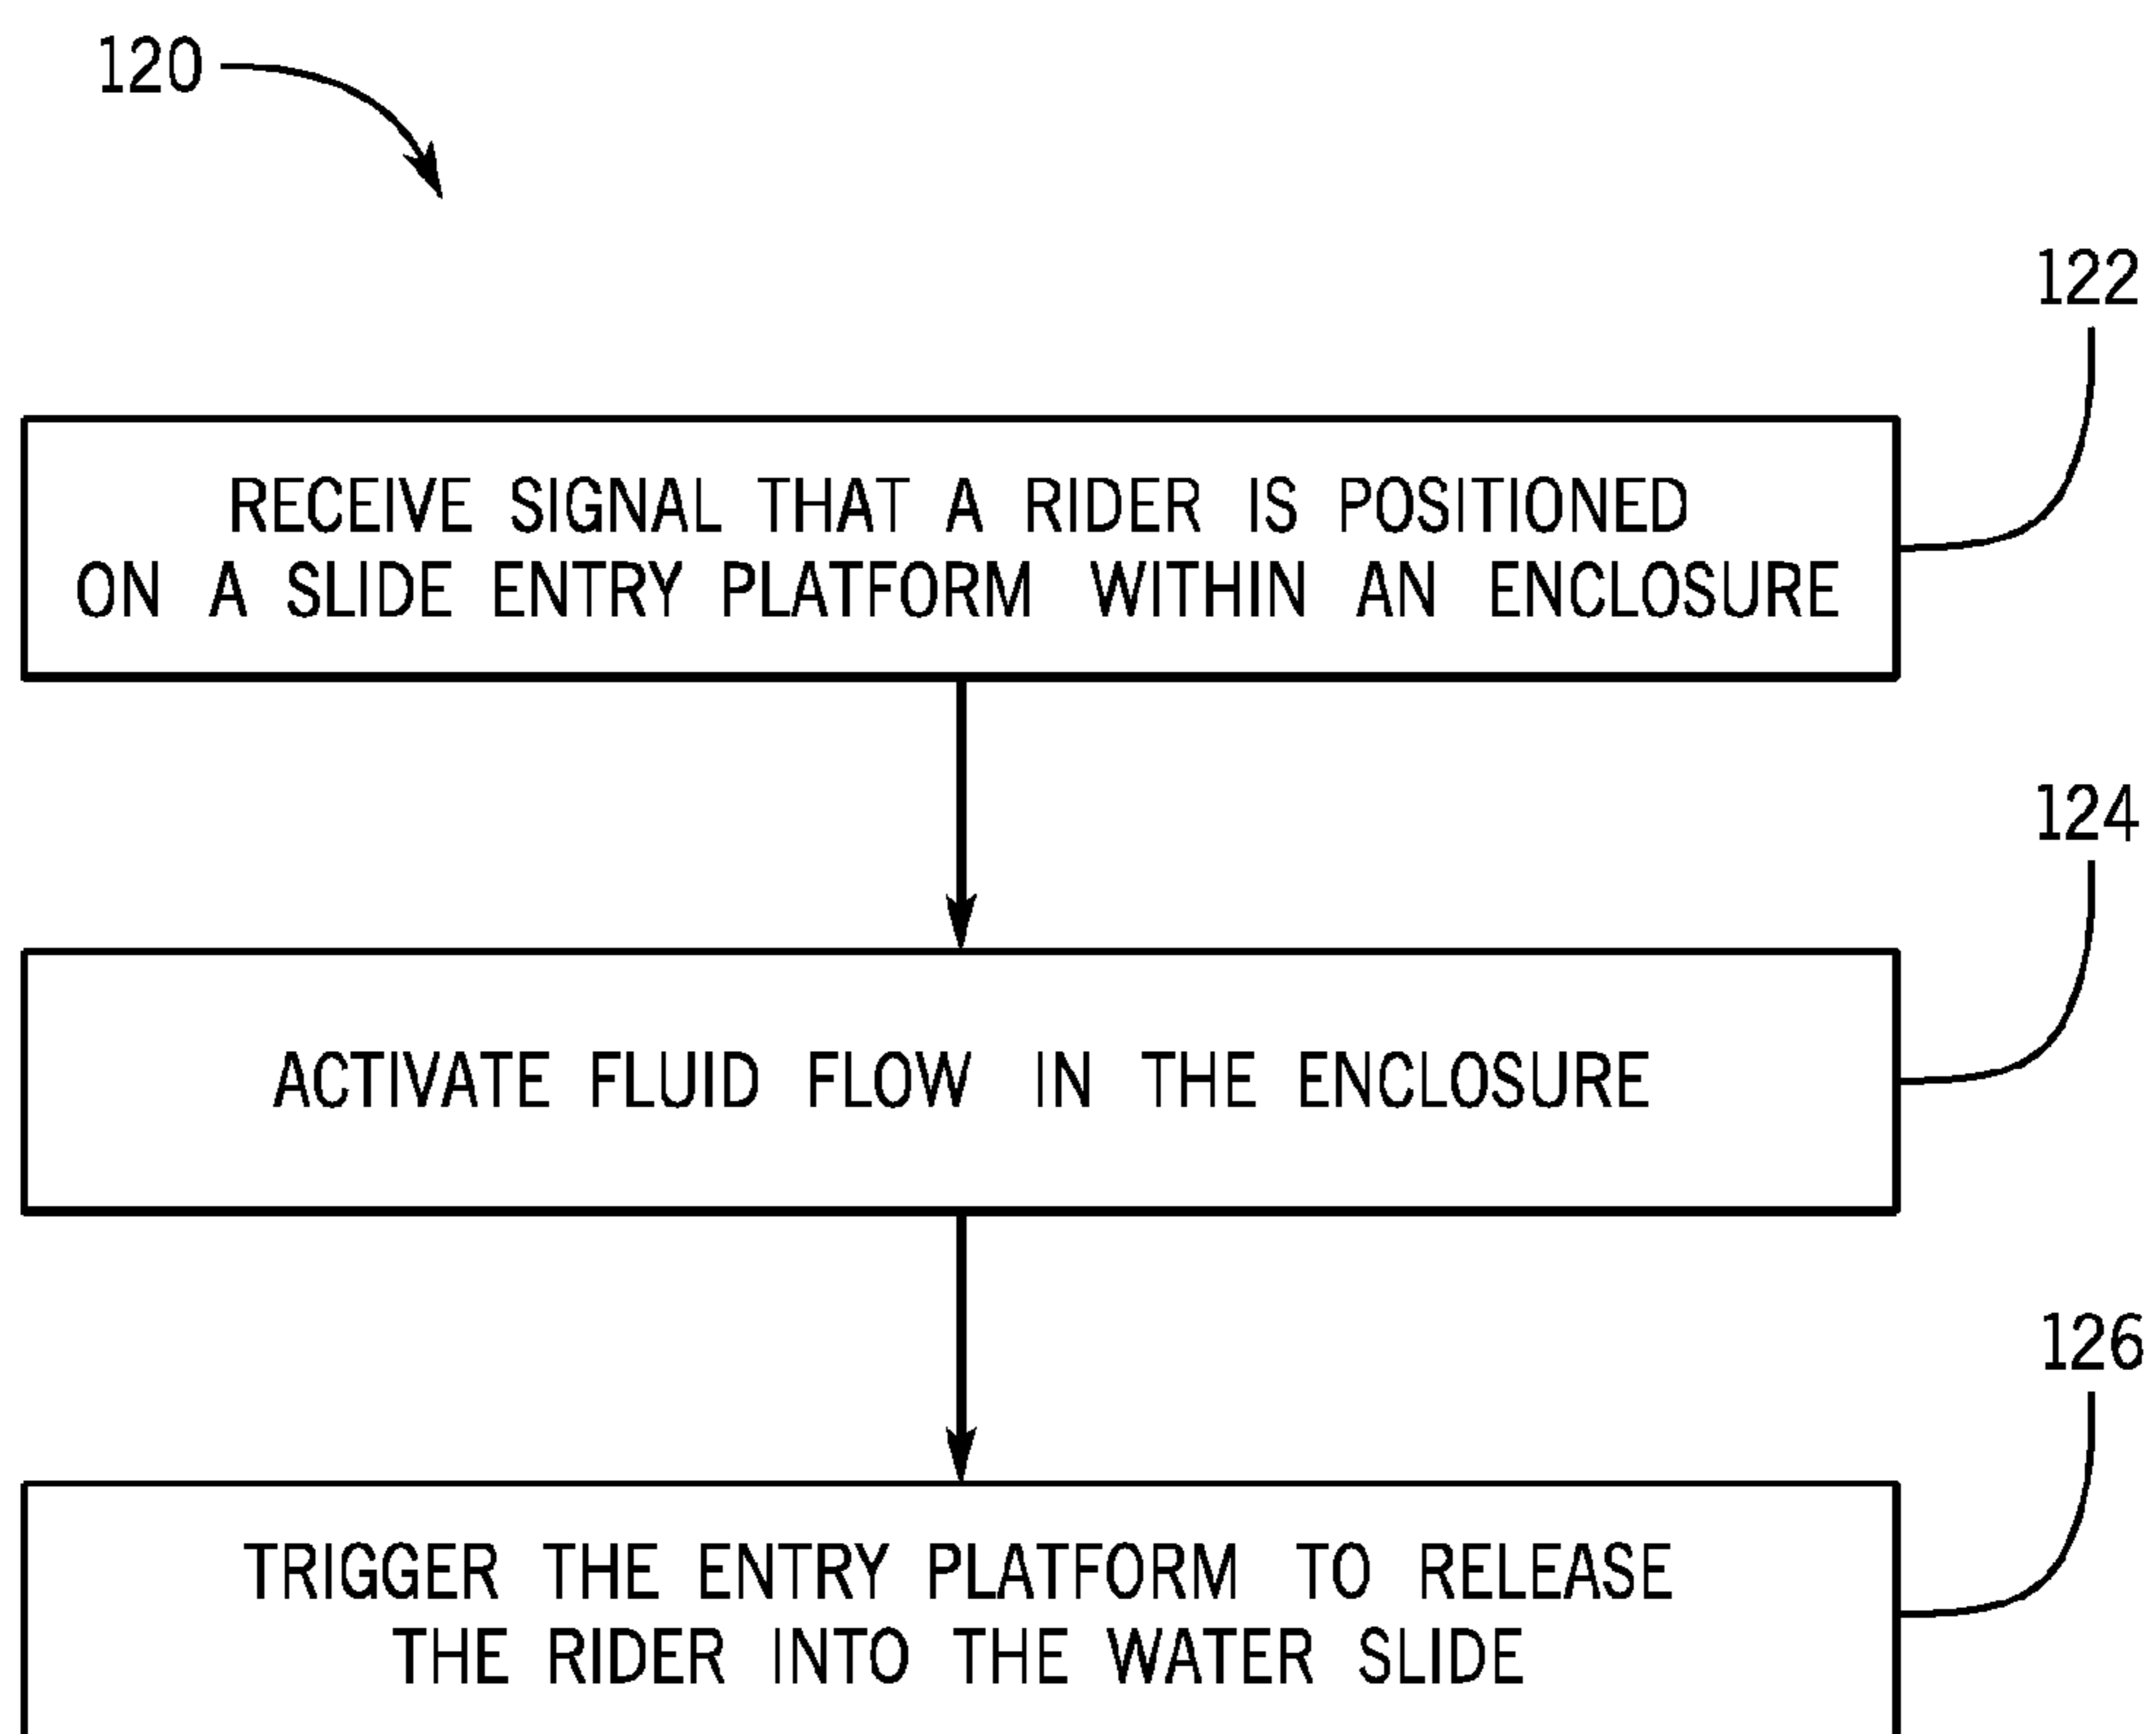 120
122
RECEIVE SIGNAL THAT A RIDER IS POSITIONED
ON A SLIDE ENTRY PLATFORM WITHIN AN ENCLOSURE
124
ACTIVATE FLUID FLOW IN THE ENCLOSURE
126
TRIGGER THE ENTRY PLATFORM TO RELEASE
THE RIDER INTO THE WATER SLIDE